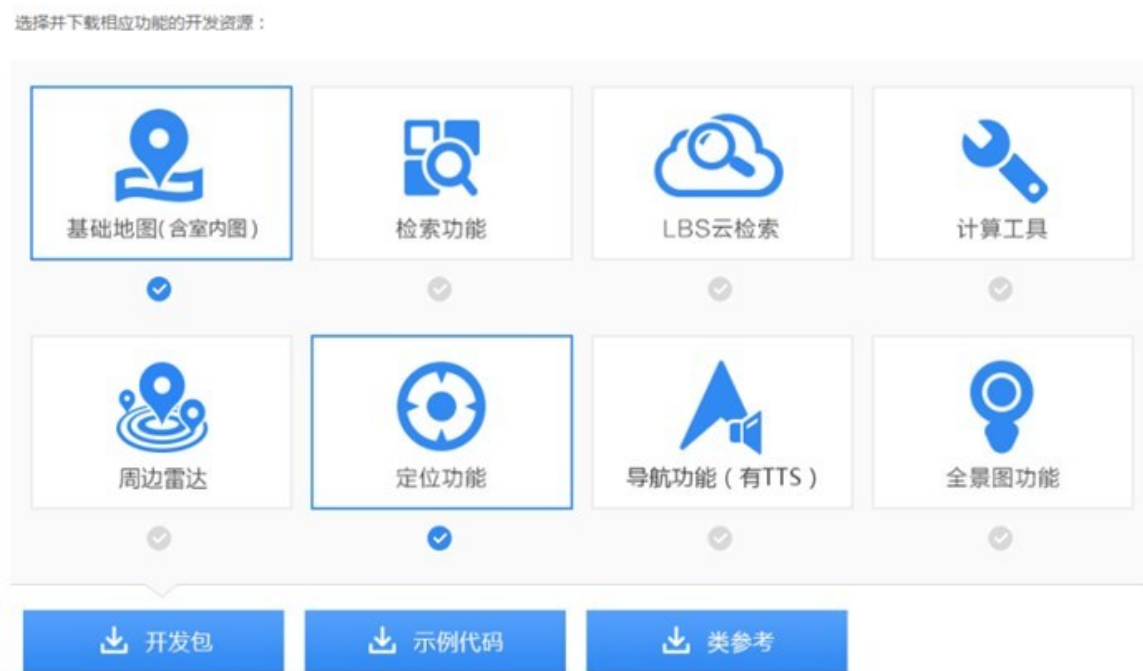 选择并下载相应功能的开发资源：
基础地图(含室内图)
检索功能
LBS云检索
计算工具
周边雷达
定位功能
导航功能（有TTS）
全景图功能
开发包
示例代码
类参考